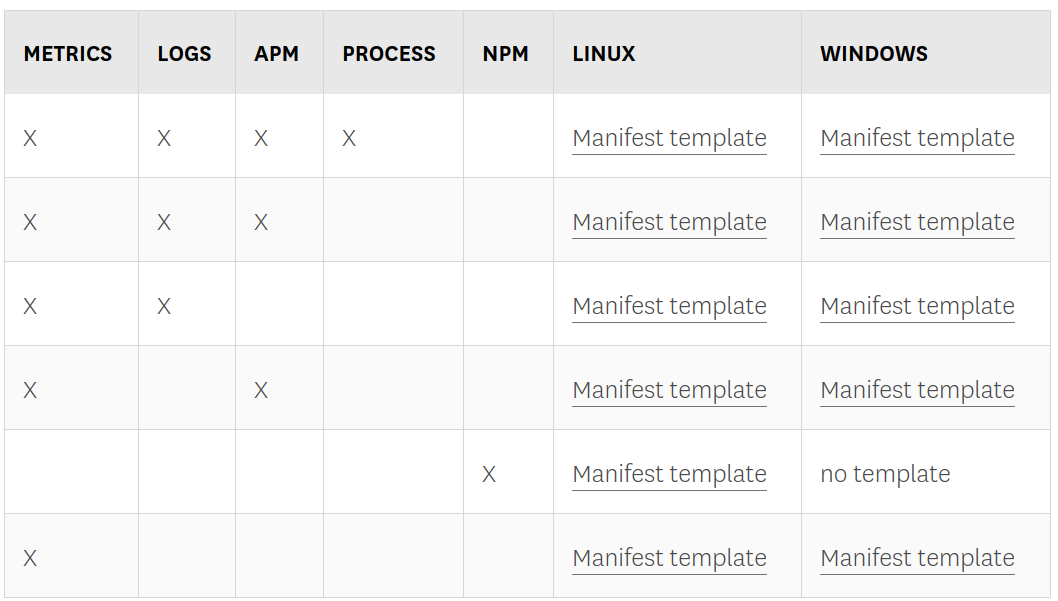 METRICS LOGS APM PROCESS NPM LINUX WINDOWS
X X X X Manifest template Manifest template
X X X Manifest template Manifest template
X X Manifest template Manifest template
X X Manifest template Manifest template
X Manifest template no template
X Manifest template Manifest template